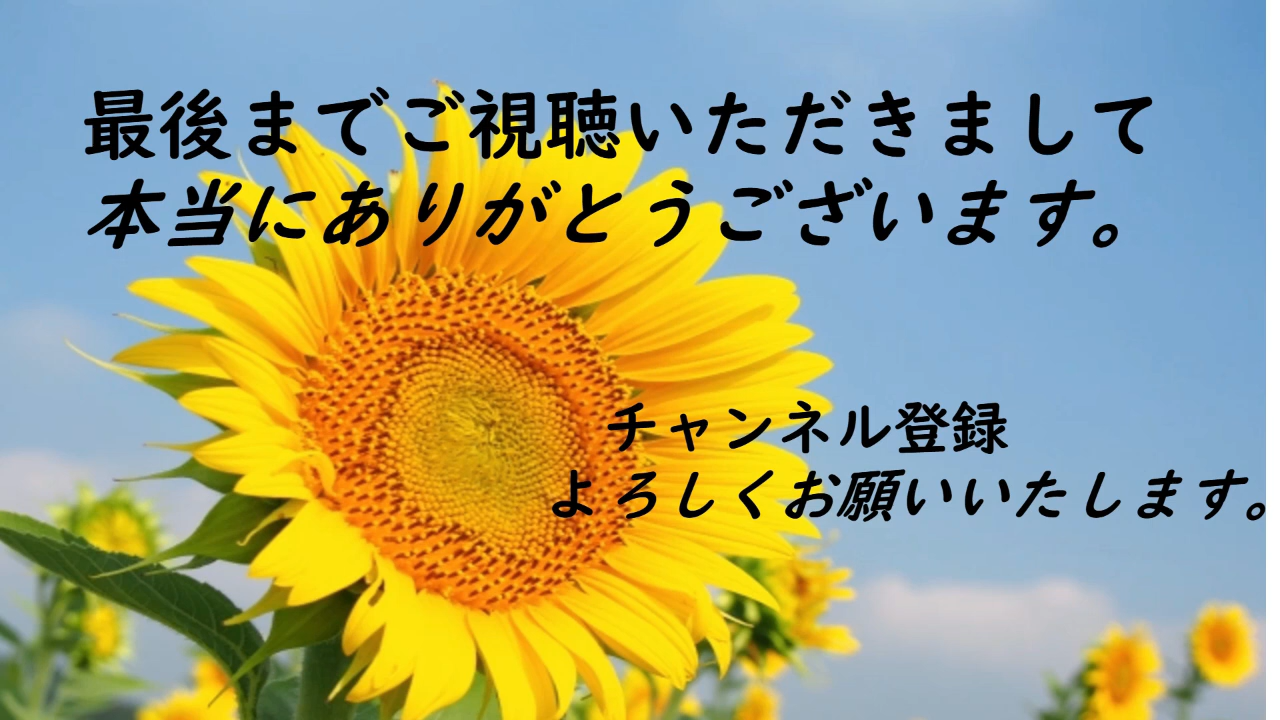 最後までご視聴いただきまして
本当にありがとうございます。
チャンネル登録
よろしくお願いいたします。